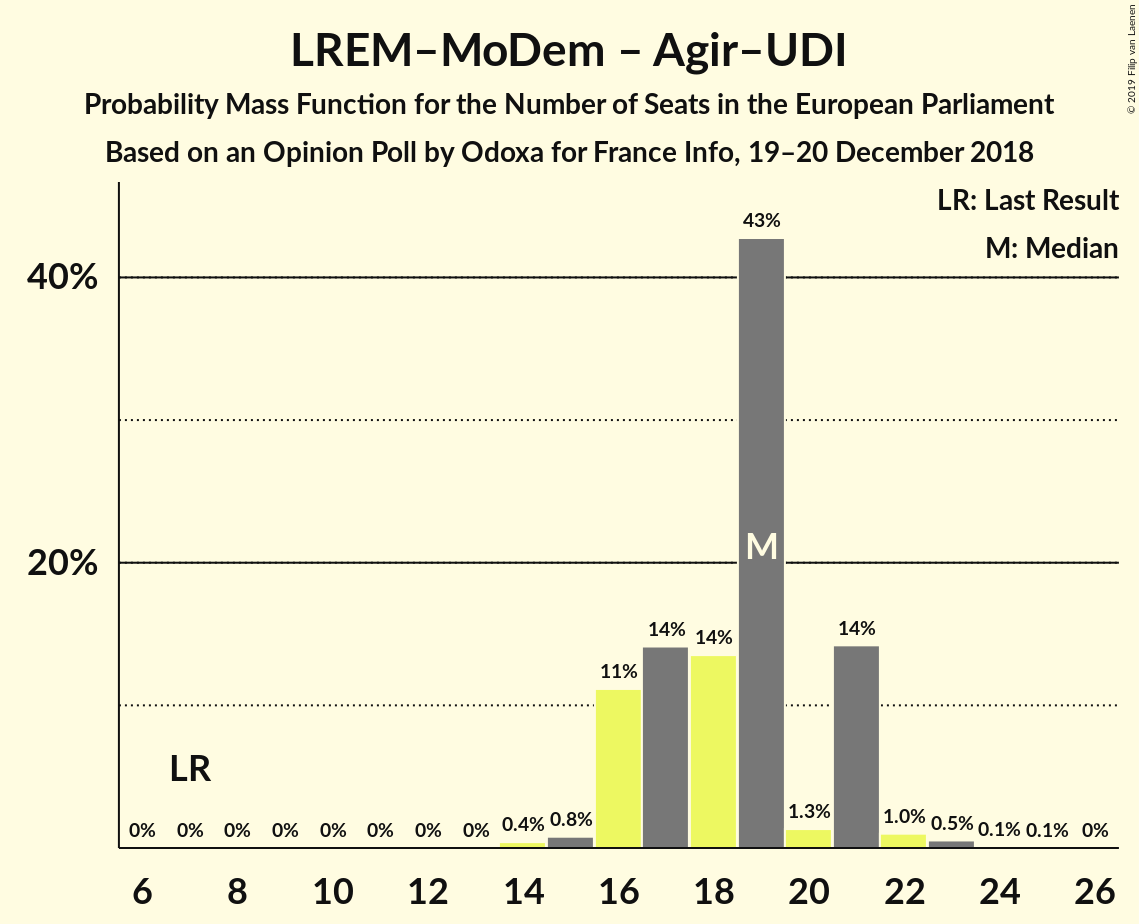 LREM–MoDem – Agir–UDI
Probability Mass Function for the Number of Seats in the European Parliament
Based on an Opinion Poll by Odoxa for France Info, 19–20 December 2018
© 2019 Filip van Laenen
LR: Last Result
M: Median
43%
40%
M
20%
14% 14% 14%
11%
LR
0% 0% 0% 0% 0% 0% 0% 0% 0.4% 0.8% 1.3% 1.0% 0.5% 0.1% 0.1% 0%
6 8 10 12 14 16 18 20 22 24 26